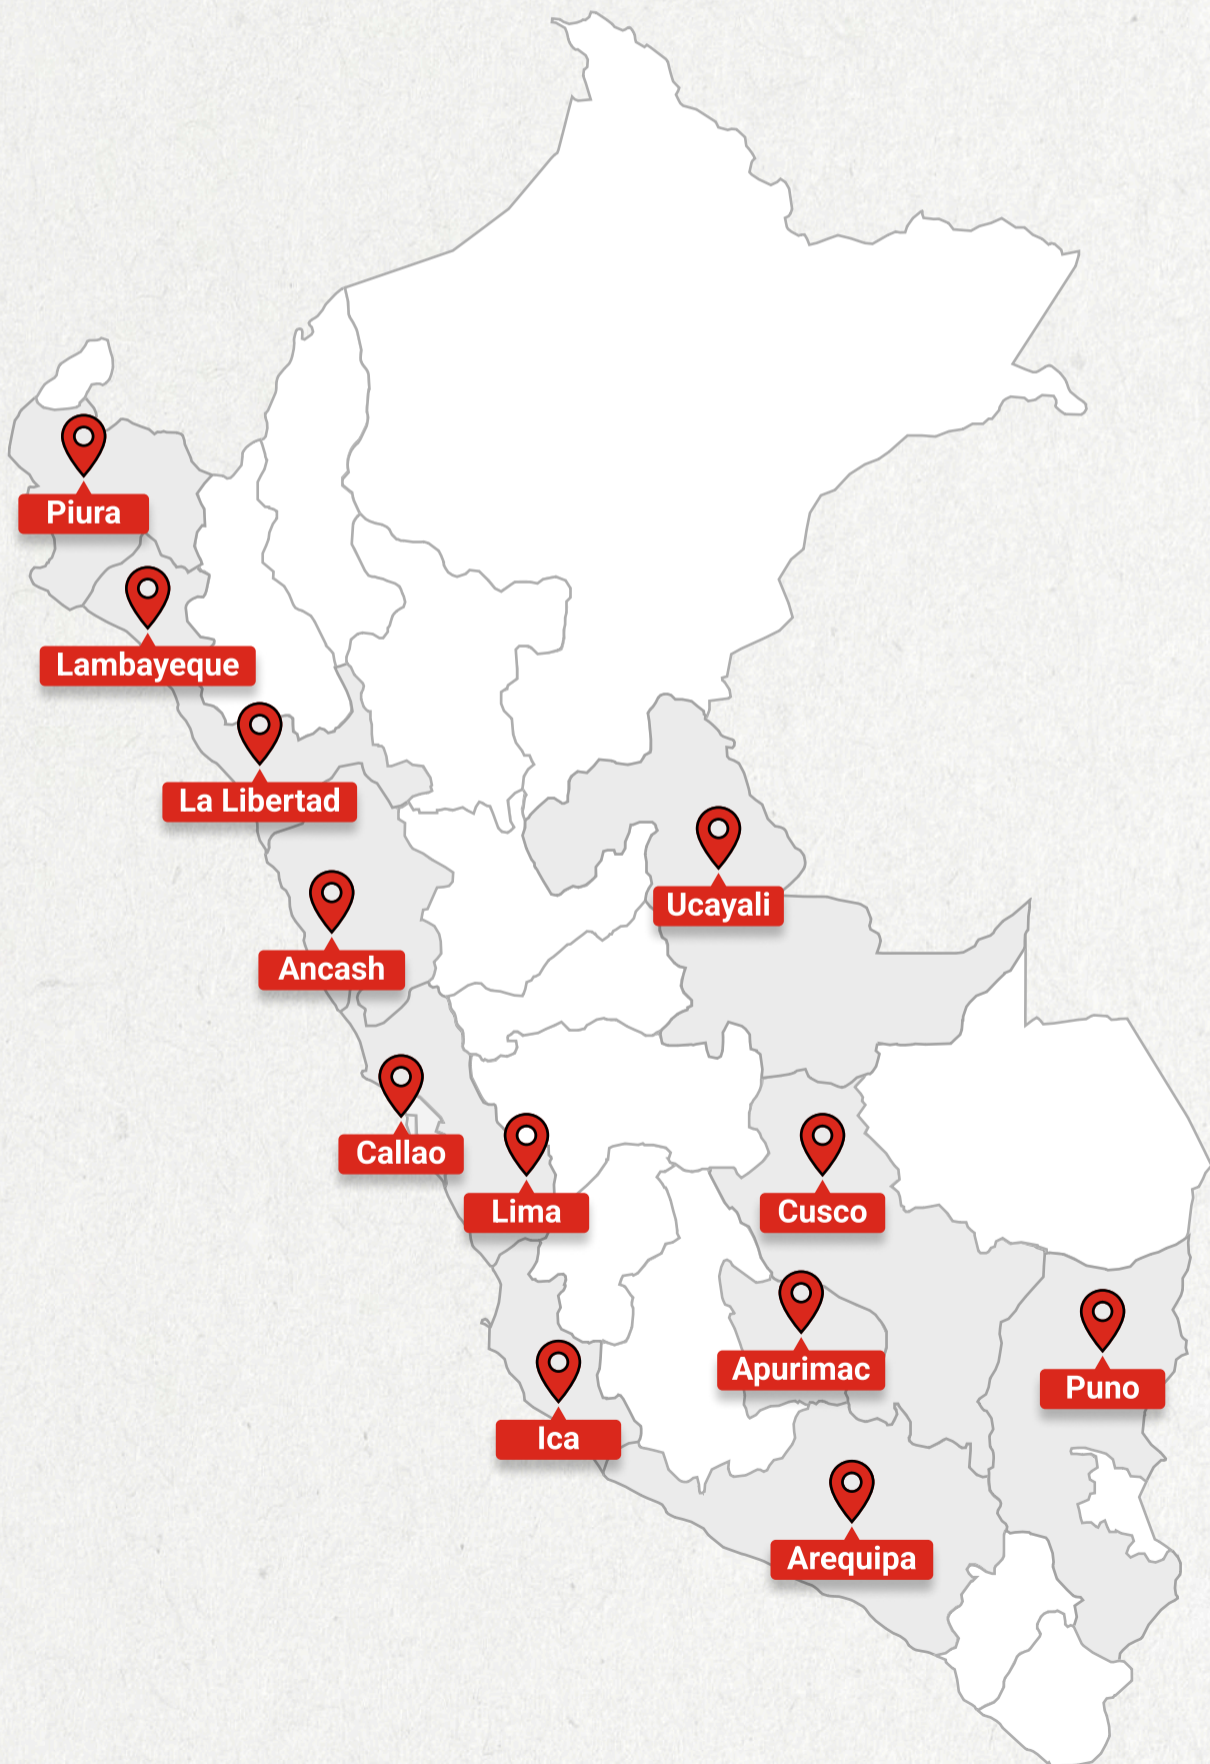 Piura
Lambayeque
La Libertad
Ucayali
Ancash
Callao
Lima
Cusco
Apurimac
Puno
Ica
Arequipa